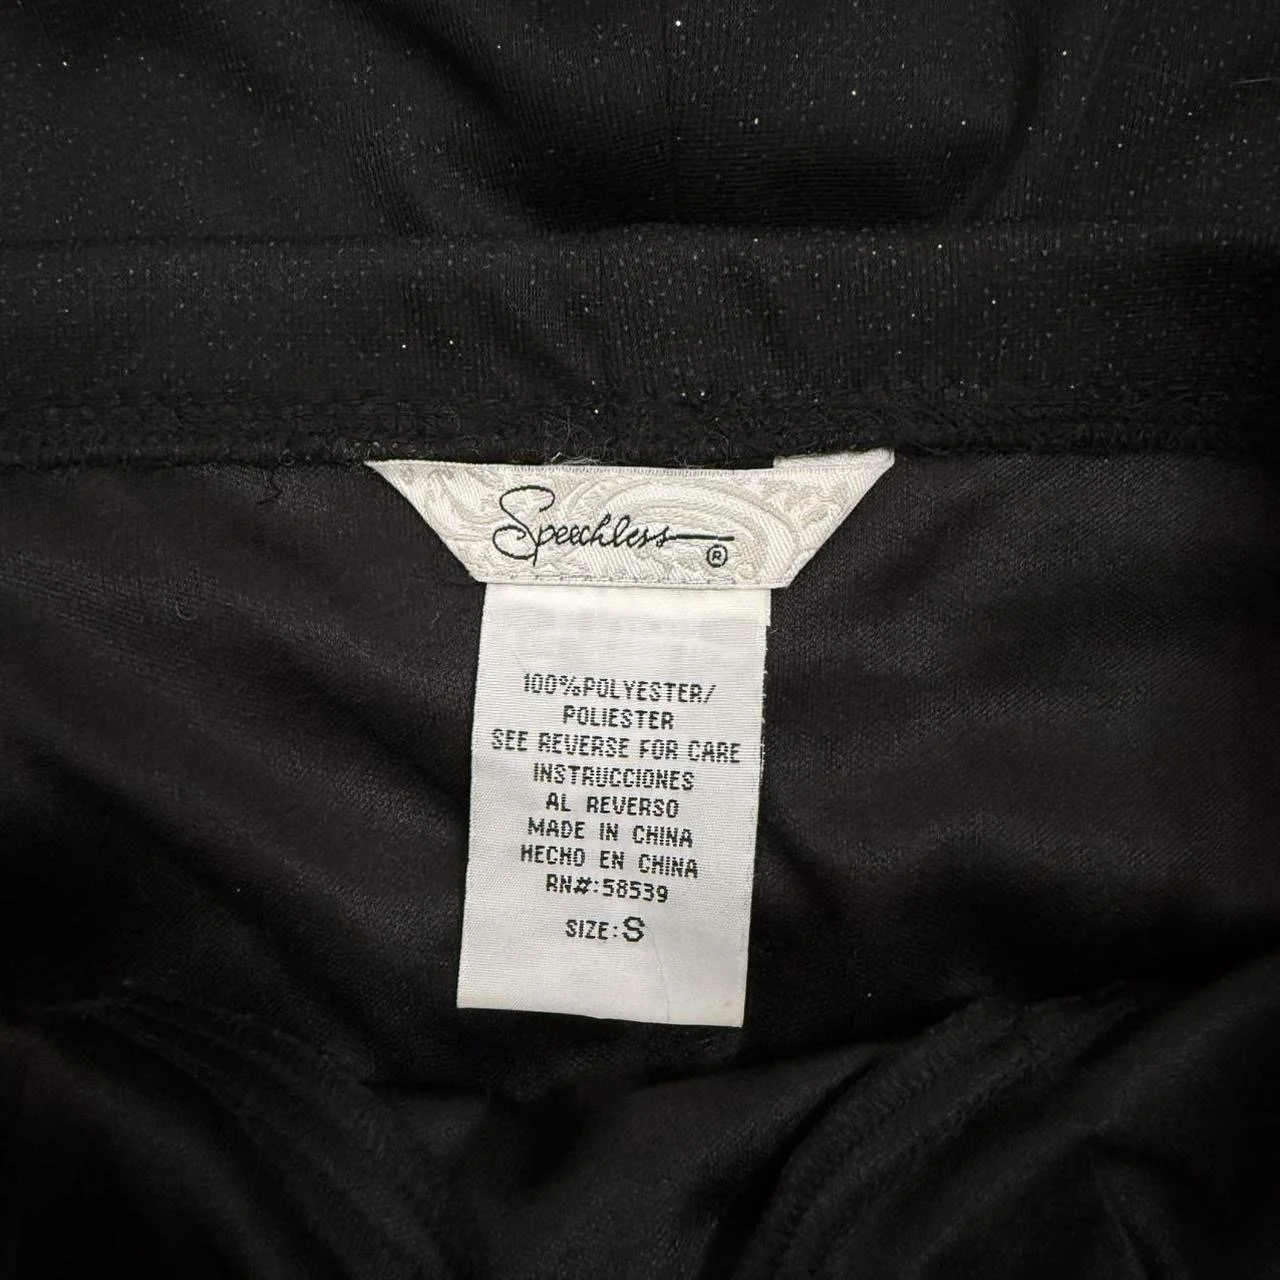 Speechless ®
100%POLYESTER/
POLIESTER
SEE REVERSE FOR CARE
INSTRUCCIONES
AL REVERSO
MADE IN CHINA
HECHO EN CHINA
RN#:58539
SIZE:S